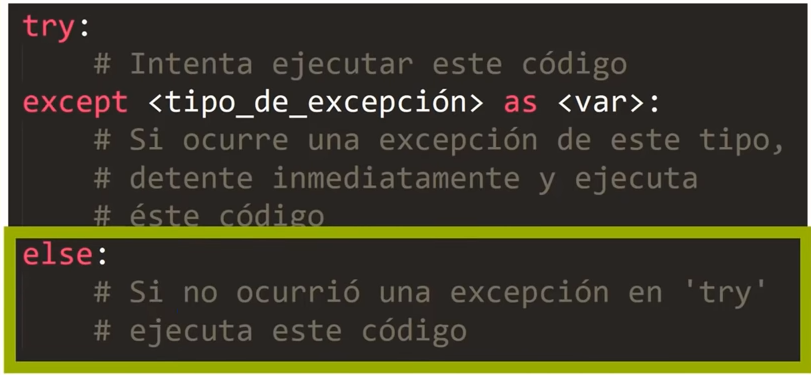 try:
# Intenta ejecutar este código
except <tipo_de_excepción> as <var>:
# Si ocurre una excepción de este tipo,
# detente inmediatamente y ejecuta
# éste código
else:
# Si no ocurrió una excepción en 'try'
# ejecuta este código